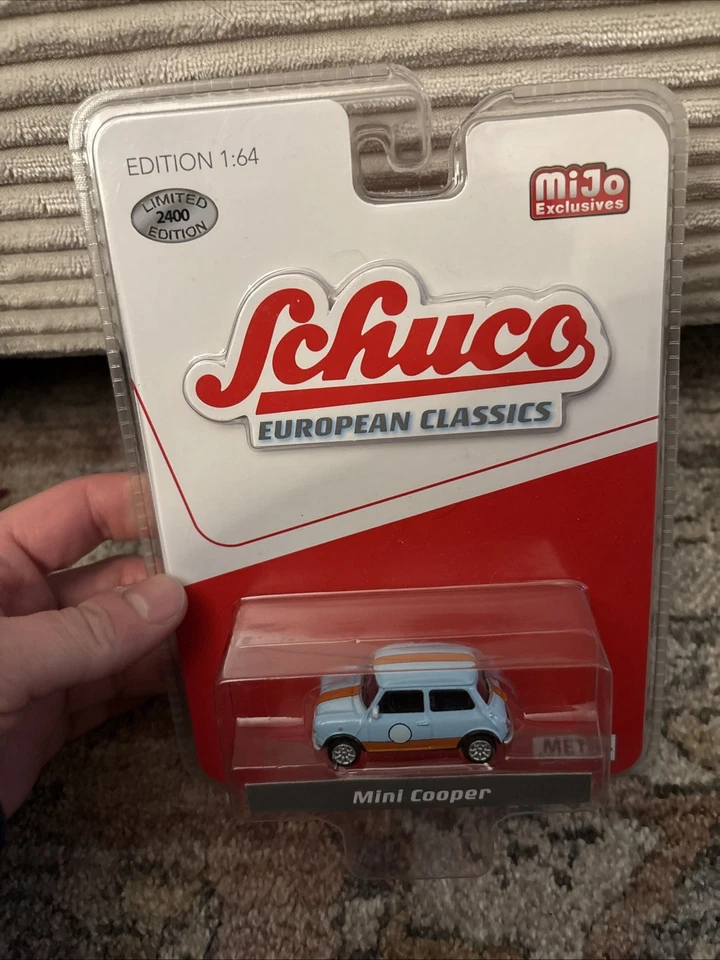 EDITION 1:64
LIMITED
2400
EDITION
MiJo
Exclusives
Schuco
EUROPEAN CLASSICS
Mini Cooper